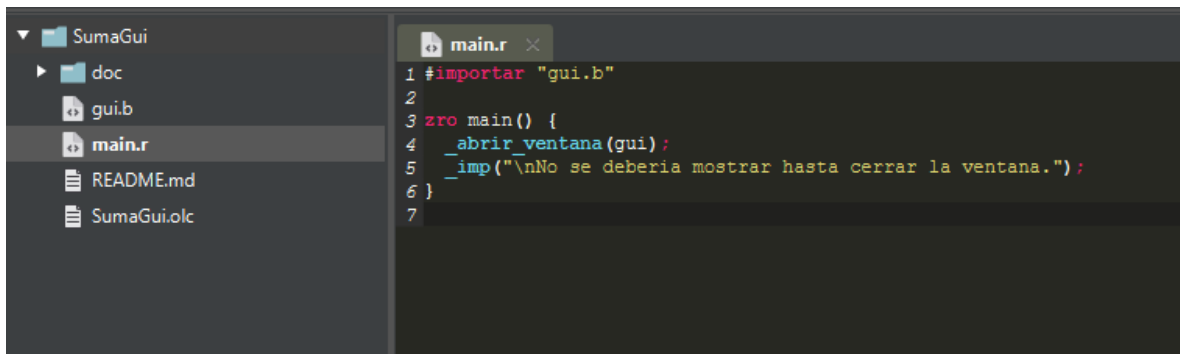 SumaGui
doc
gui.b
main.r
README.md
SumaGui.olc
main.r
1 #importar "gui.b"
2
3 zro main() {
4   _abrir_ventana(gui);
5   _imp("\nNo se deberia mostrar hasta cerrar la ventana.");
6 }
7